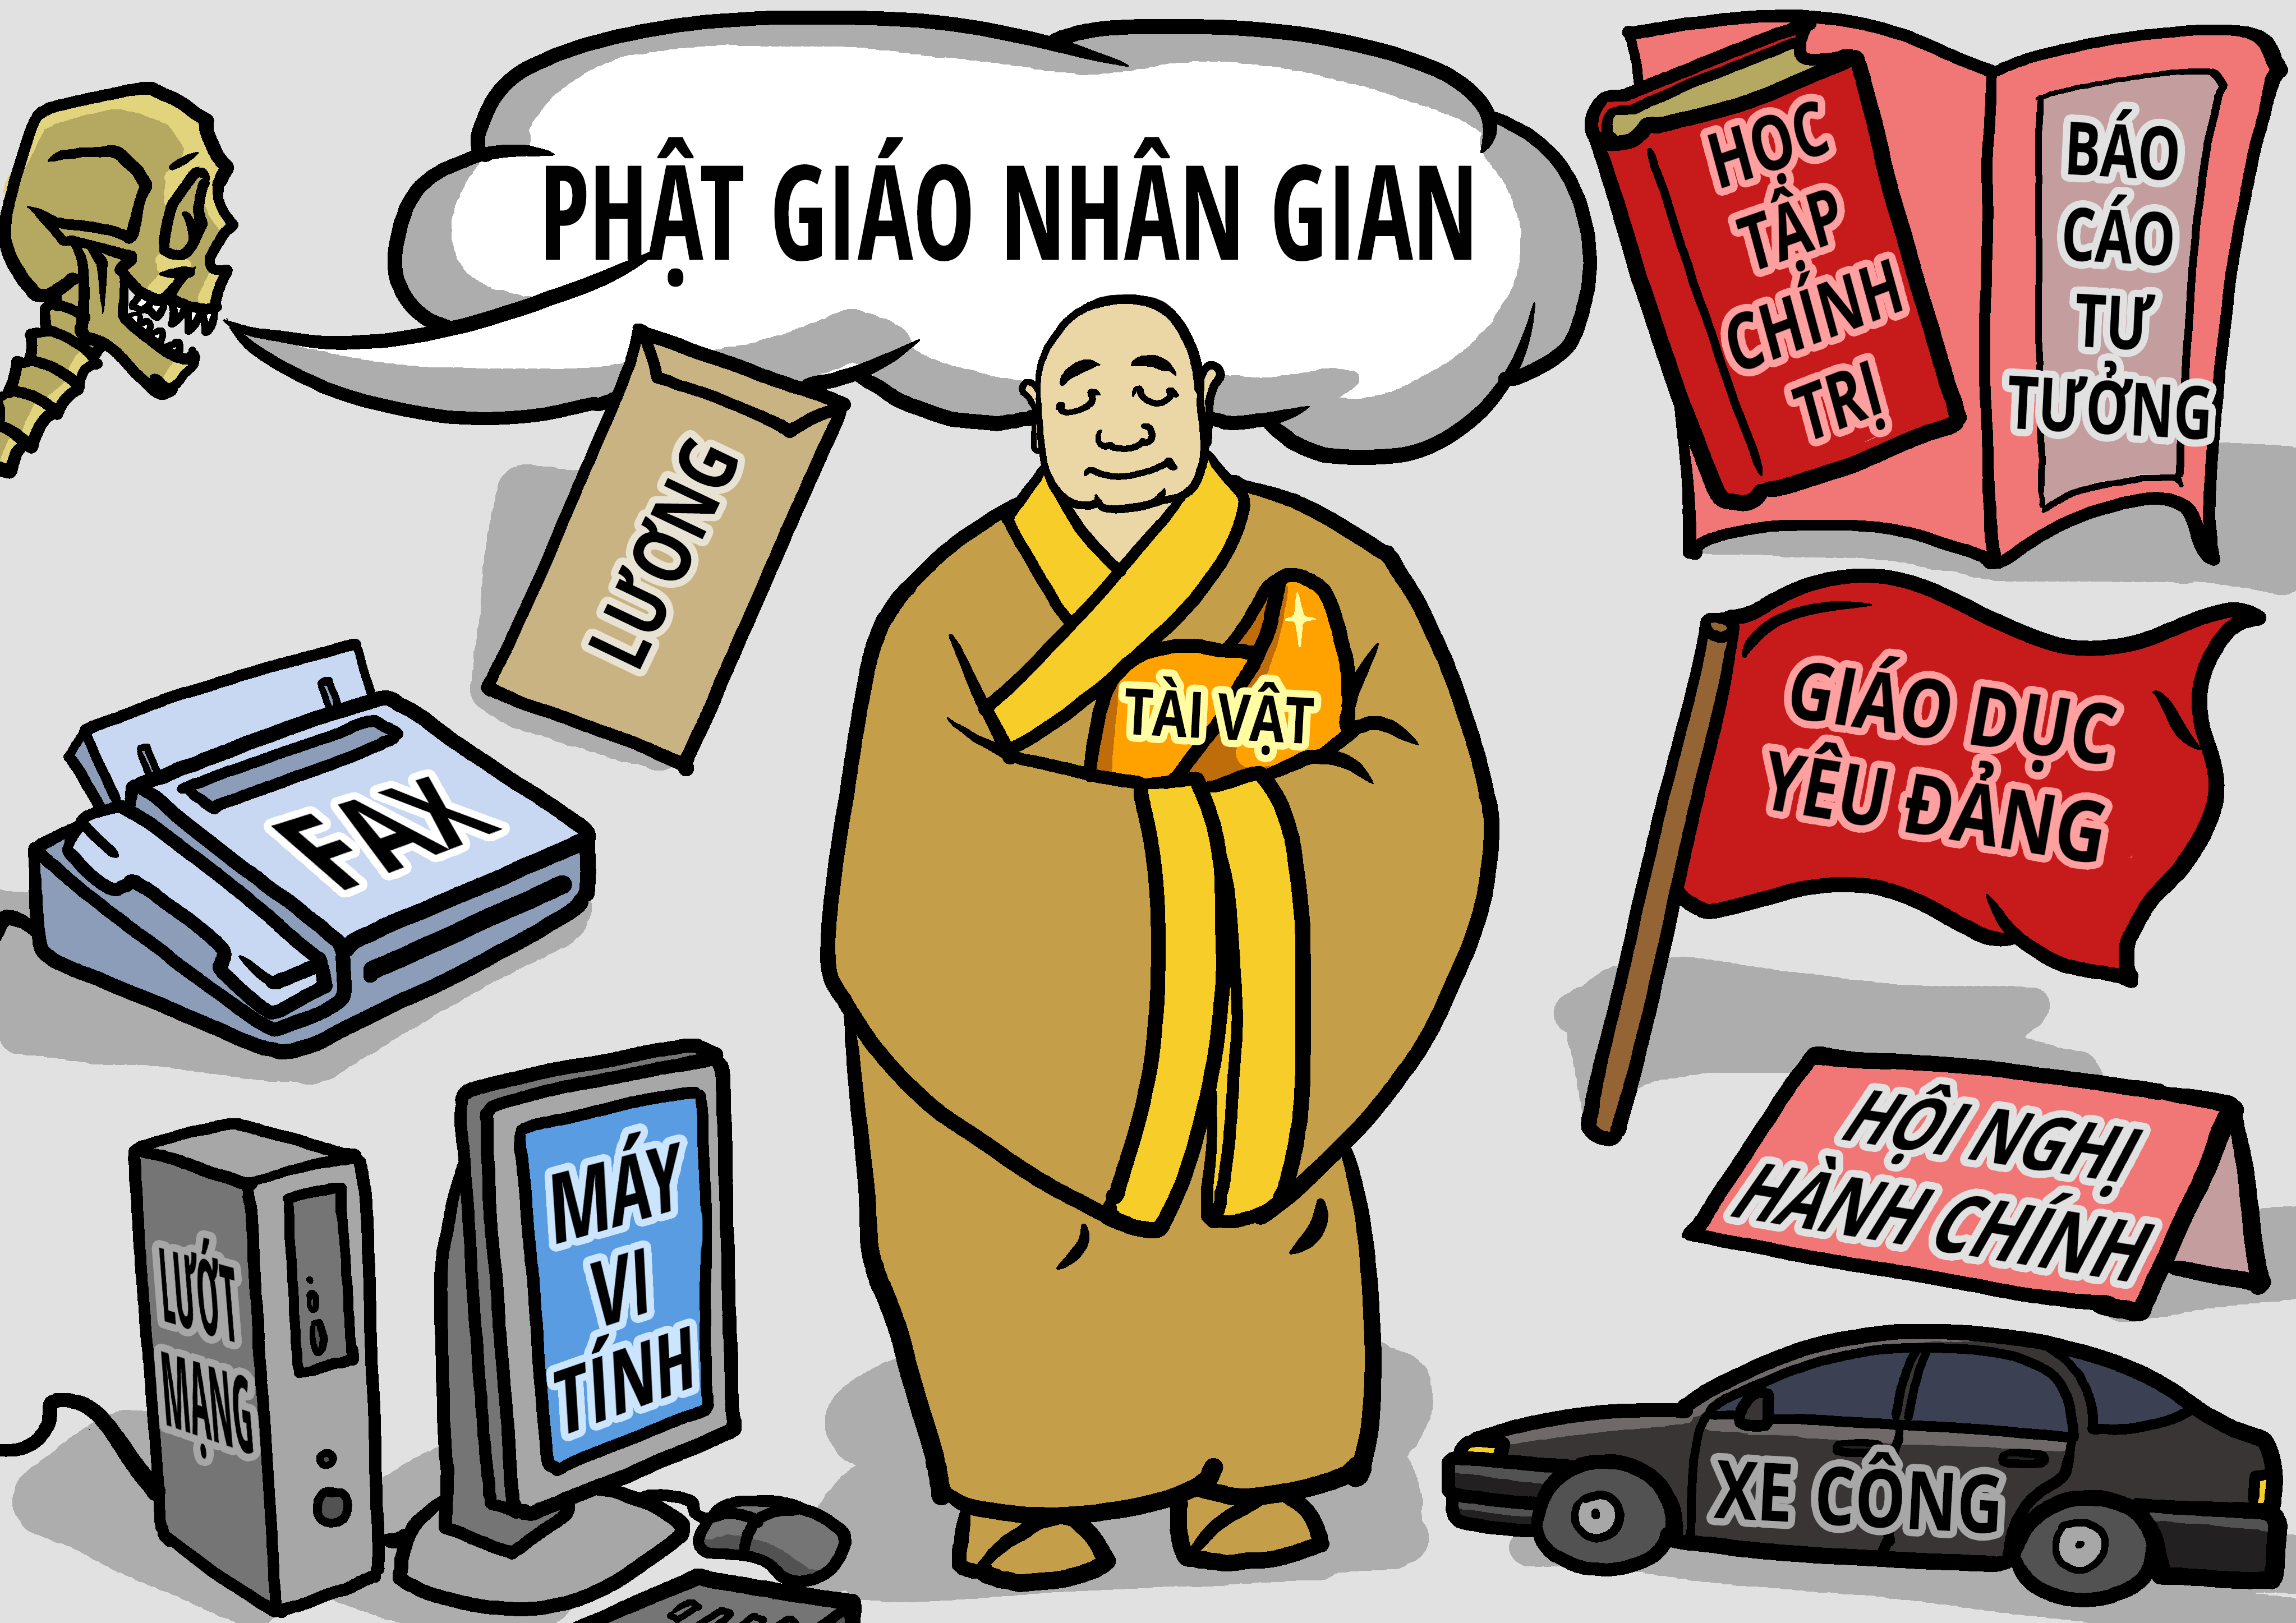 PHẬT GIÁO NHÂN GIAN
HỌC
TẬP
CHÍNH
TRỊ
BÁO
CÁO
TƯ
TƯỞNG
LƯƠNG
TÀI VẬT
GIÁO DỤC
YÊU ĐẢNG
FAX
HỘI NGHỊ
HÀNH CHÍNH
MÁY
VI
TÍNH
LƯỚT
MẠNG
XE CÔNG